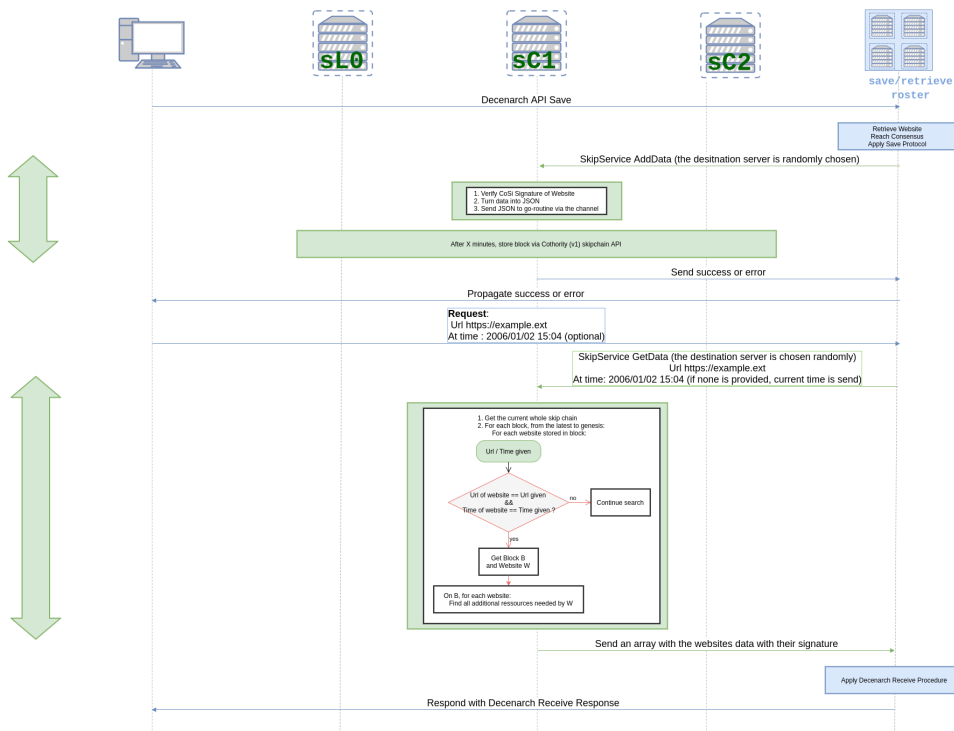 sL0
sC1
sC2
save/retrieve
roster
Decenarch API Save
Retrieve Website
Reach Consensus
Apply Save Protocol
SkipService AddData (the desitnation server is randomly chosen)
1. Verify CoSi Signature of Website
2. Turn data into JSON
3. Send JSON to go-routine via the channel
After X minutes, store block via Cothority (v1) skipchain API
Send success or error
Propagate success or error
Request:
Url https://example.ext
At time : 2006/01/02 15:04 (optional)
SkipService GetData (the destination server is chosen randomly)
Url https://example.ext
At time: 2006/01/02 15:04 (if none is provided, current time is send)
1. Get the current whole skip chain
2. For each block, from the latest to genesis:
For each website stored in block:
Url / Time given
Url of website == Url given
&&
Time of website == Time given ?
no
Continue search
yes
Get Block B
and Website W
On B, for each website:
Find all additional ressources needed by W
Send an array with the websites data with their signature
Apply Decenarch Receive Procedure
Respond with Decenarch Receive Response